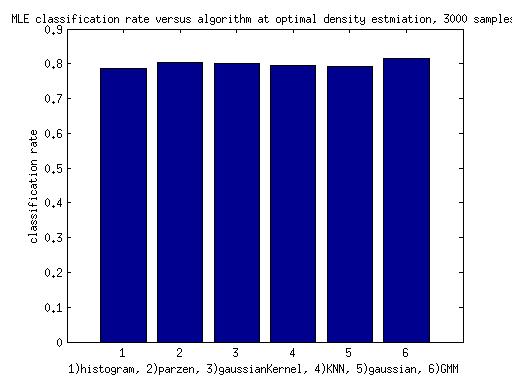 MLE classification rate versus algorithm at optimal density estmiation, 3000 samples
0.9
0.8
0.7
0.6
0.5
0.4
0.3
0.2
0.1
0
classification rate
1 2 3 4 5 6
1)histogram, 2)parzen, 3)gaussianKernel, 4)KNN, 5)gaussian, 6)GMM